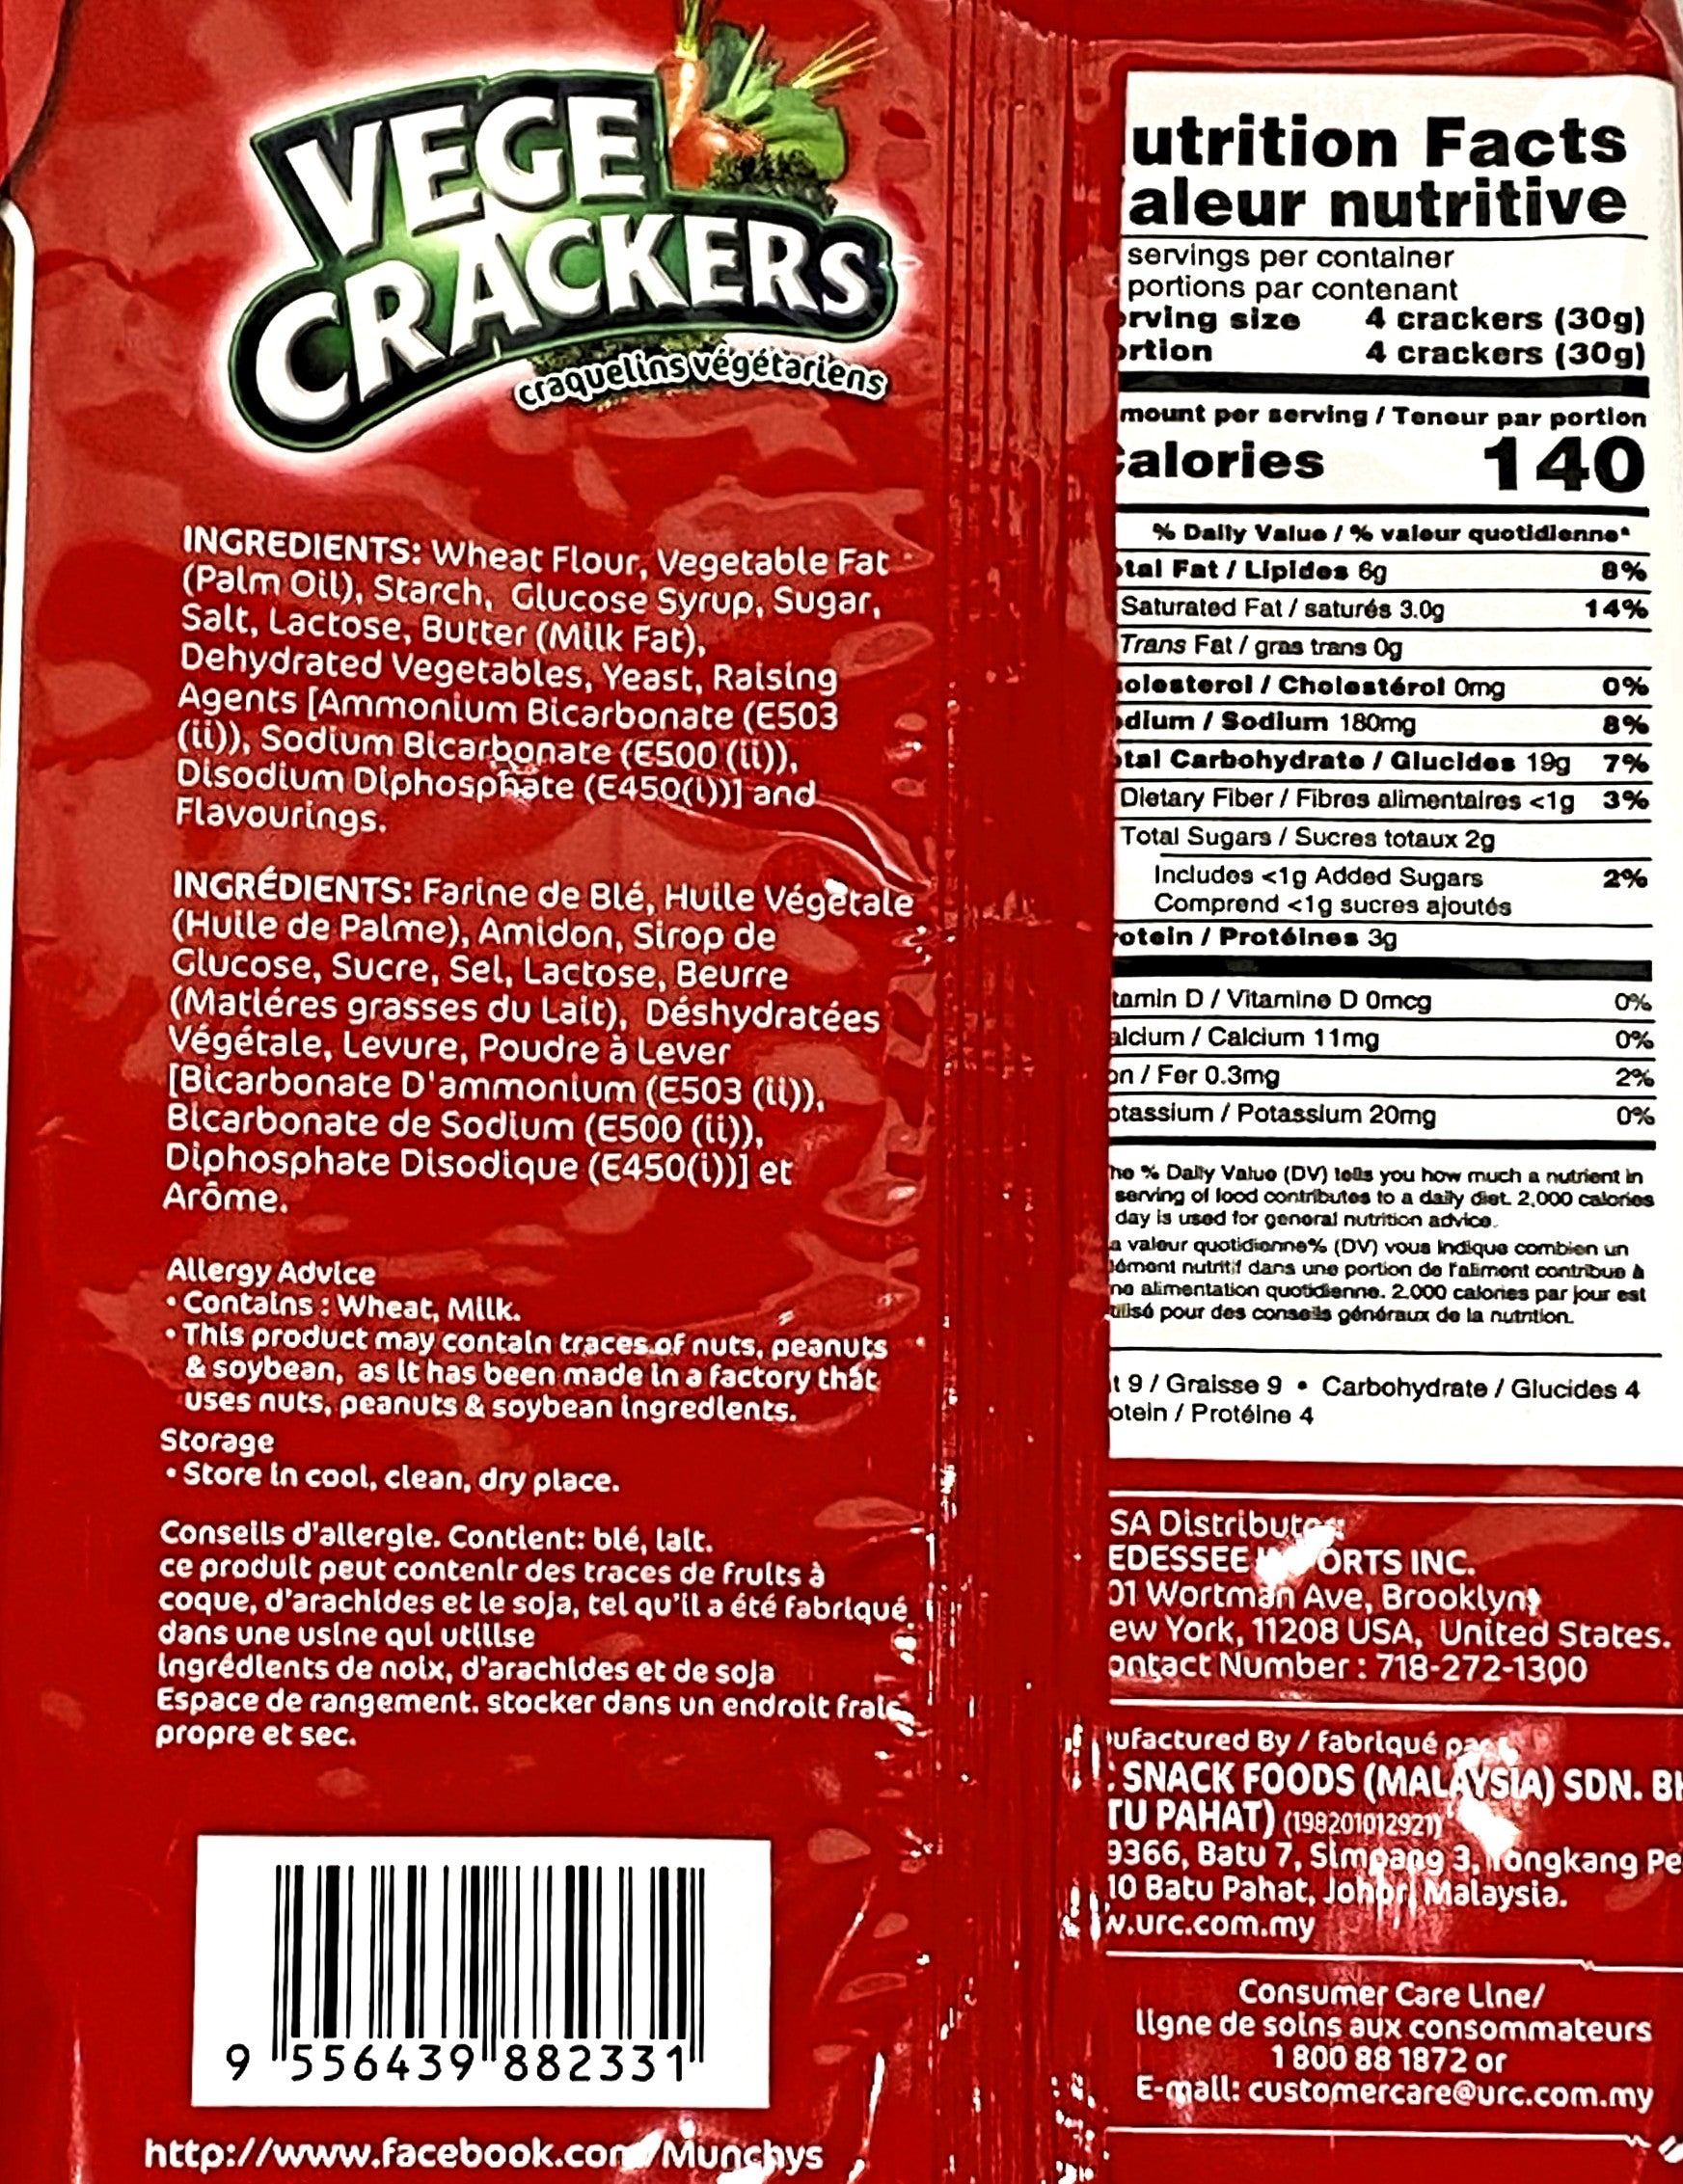 VEGE
CRACKERS
craquelins végétariens
INGREDIENTS: Wheat Flour, Vegetable Fat
(Palm Oil), Starch, Glucose Syrup, Sugar,
Salt, Lactose, Butter (Milk Fat),
Dehydrated Vegetables, Yeast, Raising
Agents [Ammonium Bicarbonate (E503
(ii)), Sodium Bicarbonate (E500 (ii)),
Disodium Diphosphate (E450(i))] and
Flavourings.
INGRÉDIENTS: Farine de Blé, Huile Végètale
(Huile de Palme), Amidon, Sirop de
Glucose, Sucre, Sel, Lactose, Beurre
(Matiéres grasses du Lait), Déshydratées
Végétale, Levure, Poudre à Lever
[Bicarbonate D'ammonium (E503 (ii)),
Bicarbonate de Sodium (E500 (ii)),
Diphosphate Disodique (E450(i))] et
Arôme.
Allergy Advice
• Contains : Wheat, Milk.
• This product may contain traces of nuts, peanuts
& soybean, as it has been made in a factory that
uses nuts, peanuts & soybean ingredients.
Storage
• Store in cool, clean, dry place.
Conseils d'allergie. Contient: blé, lait.
ce produit peut contenir des traces de fruits à
coque, d'arachides et le soja, tel qu'il a été fabriqué
dans une usine qui utilise
ingrédients de noix, d'arachides et de soja
Espace de rangement. stocker dans un endroit frais
propre et sec.
9 556439 882331
http://www.facebook.com/Munchys
utrition Facts
aleur nutritive
servings per container
portions par contenant
rving size 4 crackers (30g)
rtion 4 crackers (30g)
mount per serving / Teneur par portion
alories 140
% Daily Value / % valeur quotidienne*
tal Fat / Lipides 6g 8%
Saturated Fat / saturés 3.0g 14%
Trans Fat / gras trans 0g
olesterol / Cholestérol 0mg 0%
dium / Sodium 180mg 8%
tal Carbohydrate / Glucides 19g 7%
Dietary Fiber / Fibres alimentaires <1g 3%
Total Sugars / Sucres totaux 2g
Includes <1g Added Sugars 2%
Comprend <1g sucres ajoutés
otein / Protéines 3g
tamin D / Vitamine D 0mcg 0%
alcium / Calcium 11mg 0%
on / Fer 0.3mg 2%
otassium / Potassium 20mg 0%
he % Daily Value (DV) tells you how much a nutrient in
serving of food contributes to a daily diet. 2,000 calories
day is used for general nutrition advice.
a valeur quotidienne% (DV) vous indique combien un
lément nutritif dans une portion de l'aliment contribue à
ne alimentation quotidienne. 2.000 calories par jour est
utilisé pour des conseils généraux de la nutrition.
t 9 / Graisse 9 • Carbohydrate / Glucides 4
otein / Protéine 4
SA Distributor:
EDESSEE ORTS INC.
01 Wortman Ave, Brooklyn,
ew York, 11208 USA, United States.
ontact Number : 718-272-1300
ufactured By / fabriqué par
SNACK FOODS (MALAYSIA) SDN. BH
TU PAHAT) (198201012921)
9366, Batu 7, Simpang 3, Tongkang Pe
10 Batu Pahat, Johor, Malaysia.
w.urc.com.my
Consumer Care Line/
ligne de soins aux consommateurs
1 800 88 1872 or
E-mail: customercare@urc.com.my